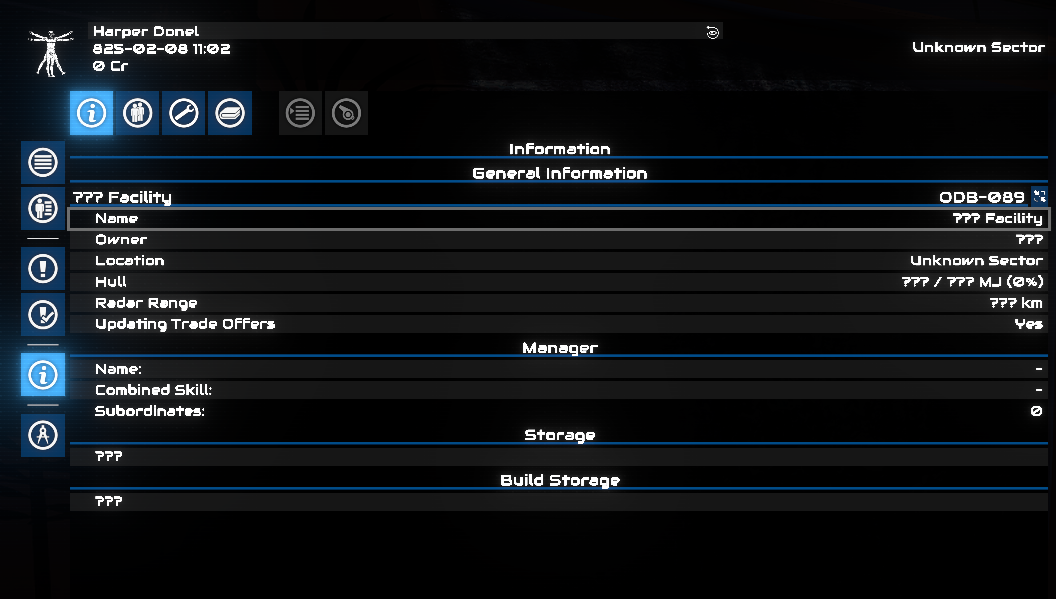 Harper Donel
825-02-08 11:02
0 Cr
Unknown Sector
Information
General Information
??? Facility ODB-089
Name ??? Facility
Owner ???
Location Unknown Sector
Hull ??? / ??? MJ (0%)
Radar Range ??? km
Updating Trade Offers Yes
Manager
Name: -
Combined Skill: -
Subordinates: 0
Storage
???
Build Storage
???